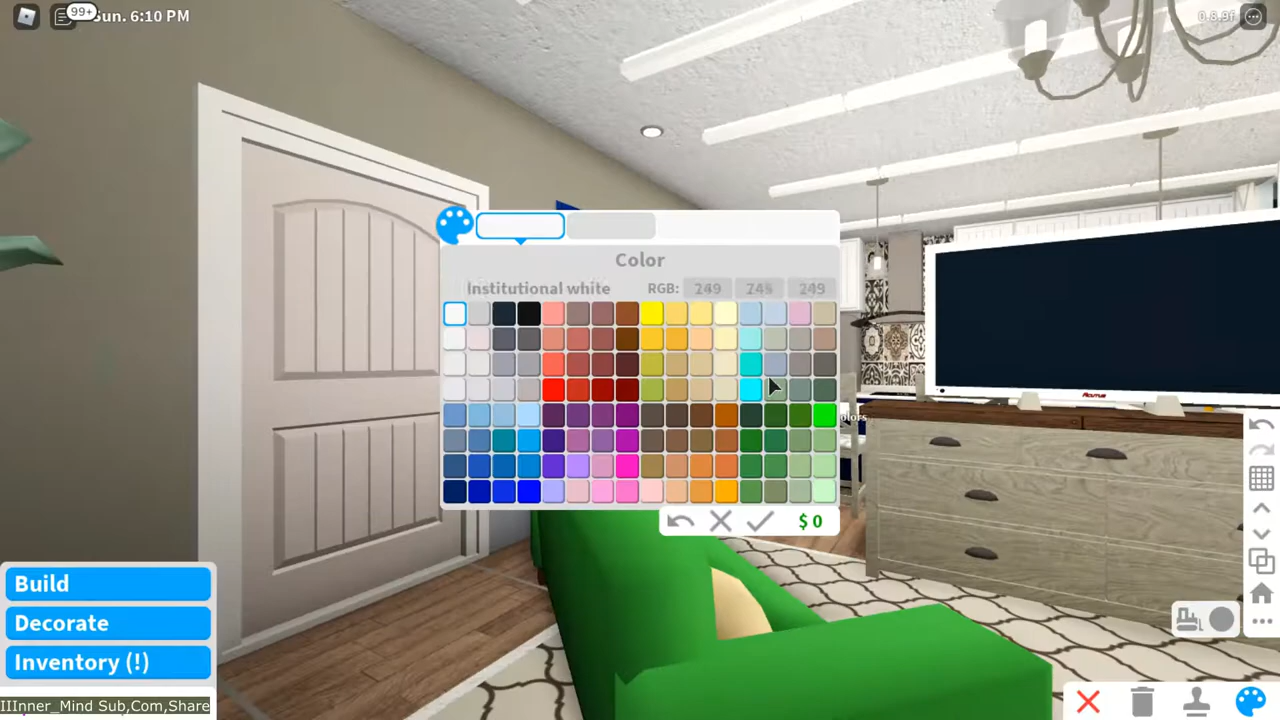 99+
Sun. 6:10 PM
0.8.9f
Color
Institutional white
RGB: 249 249
olors
Build
Decorate
Inventory (!)
$ 0
IIInner_Mind Sub,Com,Share